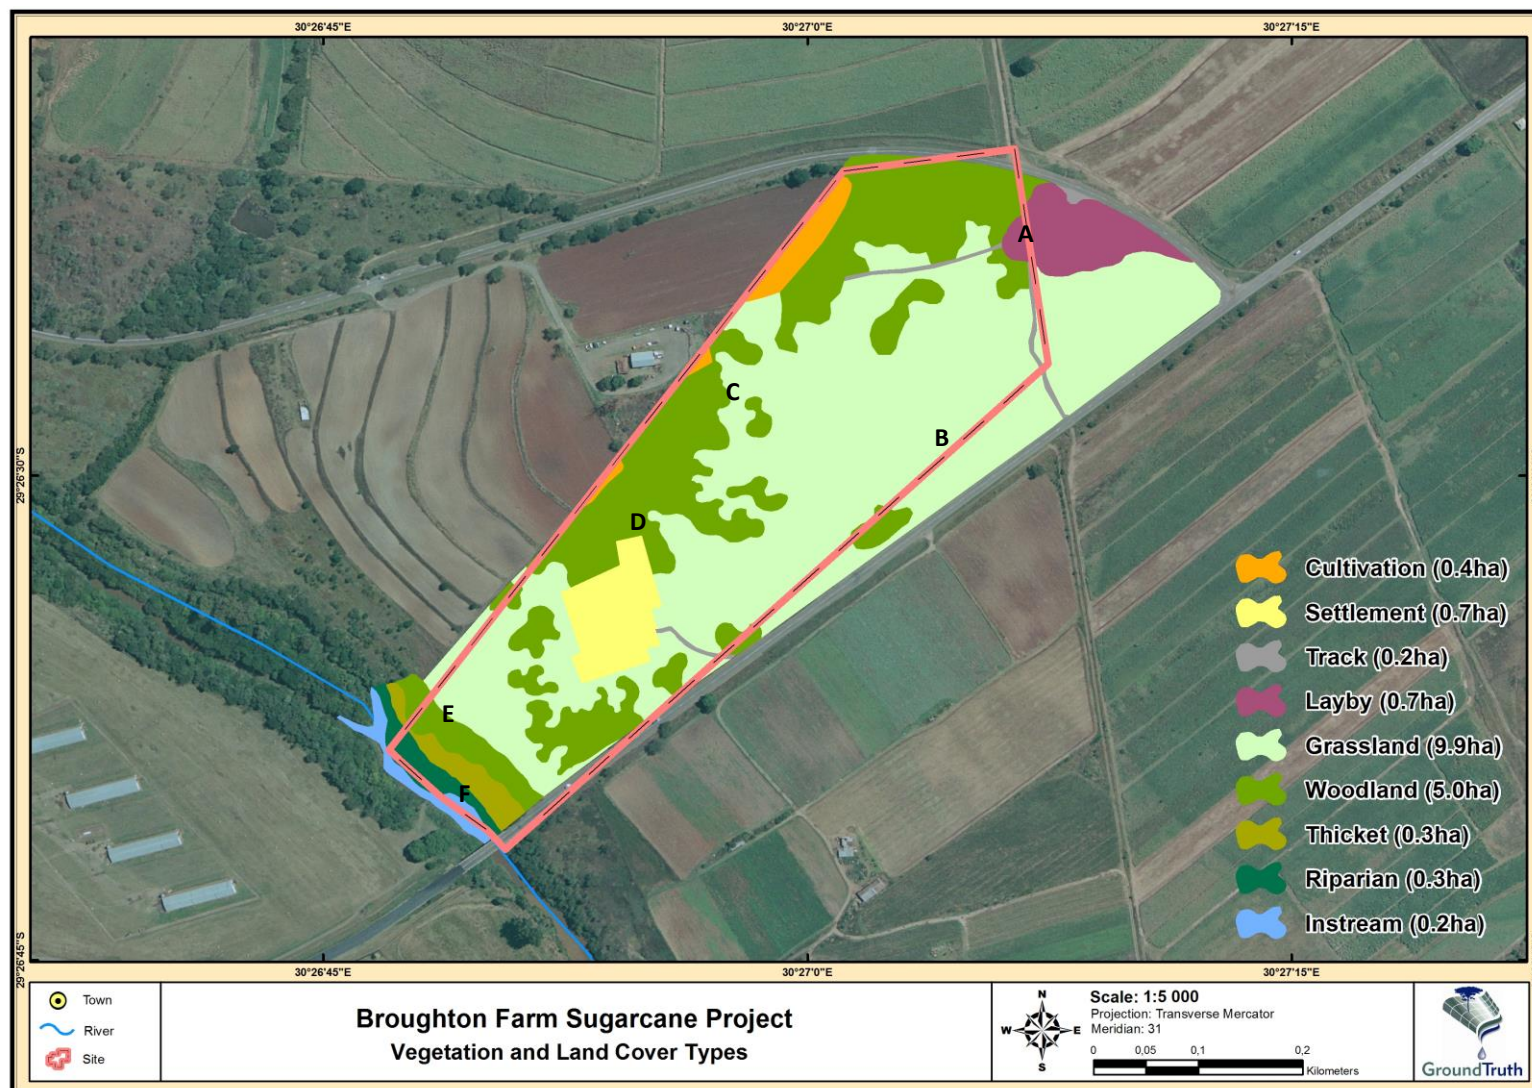 30°26'45"E
30°27'0"E
30°27'15"E
A
C
B
29°26'30"S
D
E
F
Cultivation (0.4ha)
Settlement (0.7ha)
Track (0.2ha)
Layby (0.7ha)
Grassland (9.9ha)
Woodland (5.0ha)
Thicket (0.3ha)
Riparian (0.3ha)
Instream (0.2ha)
29°26'45"S
30°26'45"E
30°27'0"E
30°27'15"E
Town
River
Site
Broughton Farm Sugarcane Project
Vegetation and Land Cover Types
N
W
E
S
Scale: 1:5 000
Projection: Transverse Mercator
Meridian: 31
0 0,05 0,1 0,2
Kilometers
GroundTruth